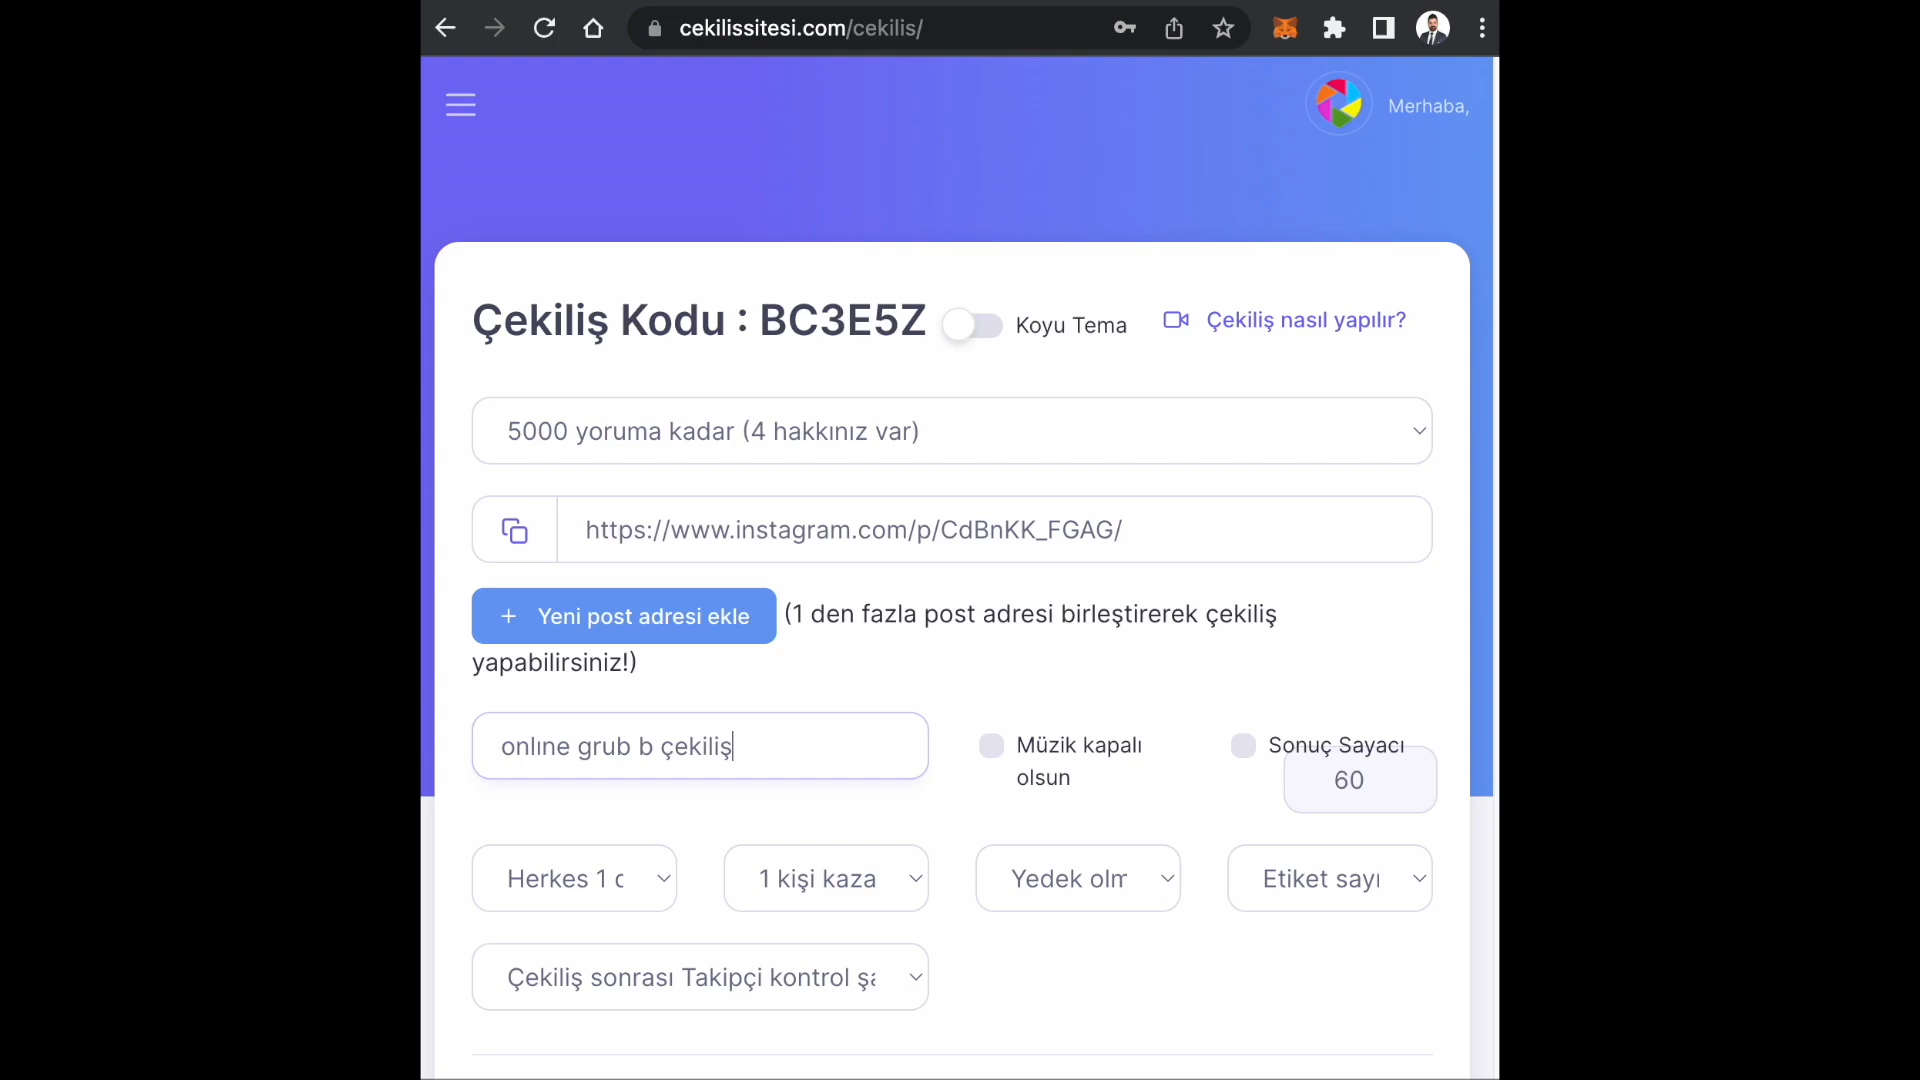 cekilissitesi.com/cekilis/
Merhaba,
Çekiliş Kodu : BC3E5Z
Koyu Tema
Çekiliş nasıl yapılır?
5000 yoruma kadar (4 hakkınız var)
https://www.instagram.com/p/CdBnKK_FGAG/
+ Yeni post adresi ekle (1 den fazla post adresi birleştirerek çekiliş
yapabilirsiniz!)
onlıne grub b çekiliş
Müzik kapalı
olsun
Sonuç Sayacı
60
Herkes 1 c
1 kişi kaza
Yedek olm
Etiket sayı
Çekiliş sonrası Takipçi kontrol şa